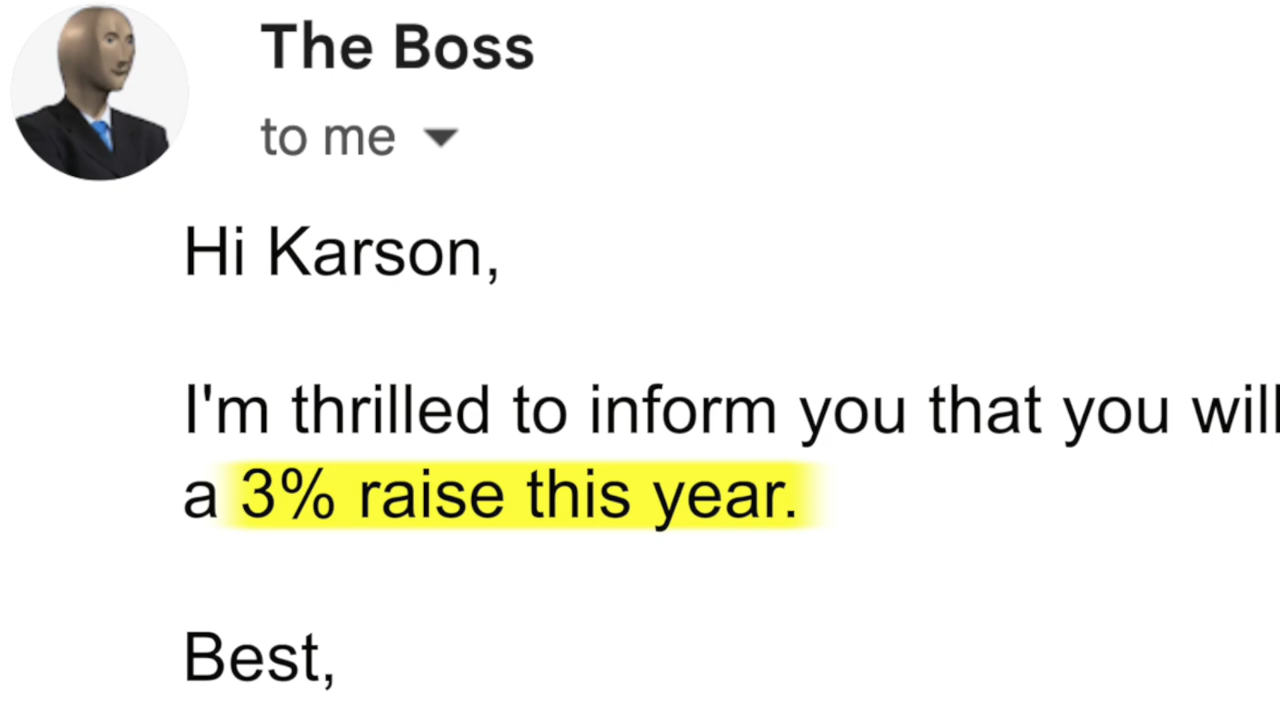 The Boss
to me
Hi Karson,
I'm thrilled to inform you that you will
a 3% raise this year.
Best,